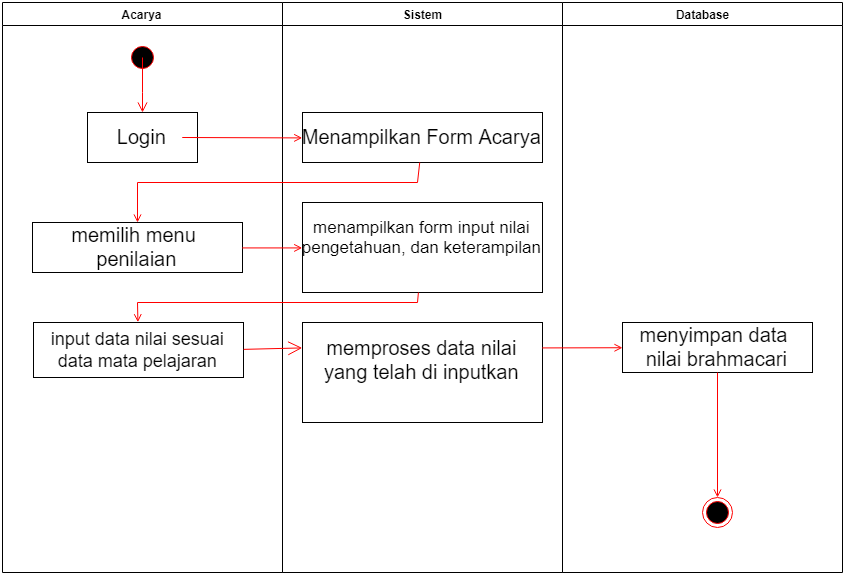 Acarya
Sistem
Database
Login
Menampilkan Form Acarya
memilih menu
penilaian
menampilkan form input nilai
pengetahuan, dan keterampilan
input data nilai sesuai
data mata pelajaran
memproses data nilai
yang telah di inputkan
menyimpan data
nilai brahmacari